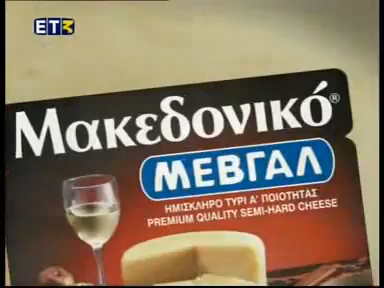 ET3
Μακεδονικό®
ΜΕΒΓΑΛ
ΗΜΙΣΚΛΗΡΟ ΤΥΡΙ Α' ΠΟΙΟΤΗΤΑΣ
PREMIUM QUALITY SEMI-HARD CHEESE